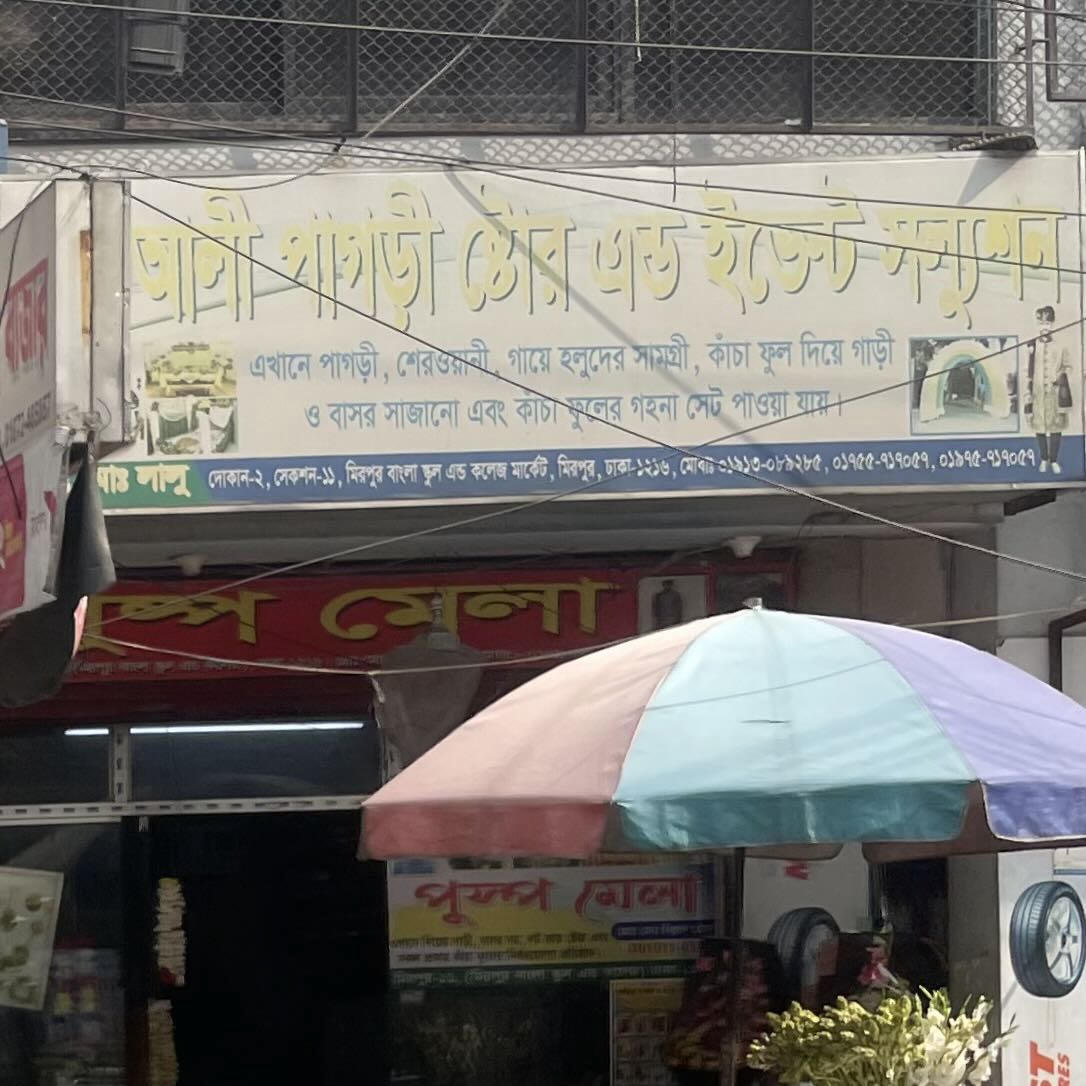 আলী পাগড়ী ষ্টোর এন্ড ইভেন্ট সল্যুশন
এখানে পাগড়ী, শেরওয়ানী, গায়ে হলুদের সামগ্রী, কাঁচা ফুল দিয়ে গাড়ী
ও বাসর সাজানো এবং কাঁচা ফুলের গহনা সেট পাওয়া যায়।
মোঃ লালু
দোকান-২, সেকশন-১১, মিরপুর বাংলা স্কুল এন্ড কলেজ মার্কেট, মিরপুর, ঢাকা-১২১৬, মোবাঃ ০১৯১৩-০৮৯২৮৫, ০১৭৫৫-৭১৭০৫৭, ০১৯৭৫-৭১৭০৫৭
বাজার
পুষ্প মেলা
পুস্প মেলা